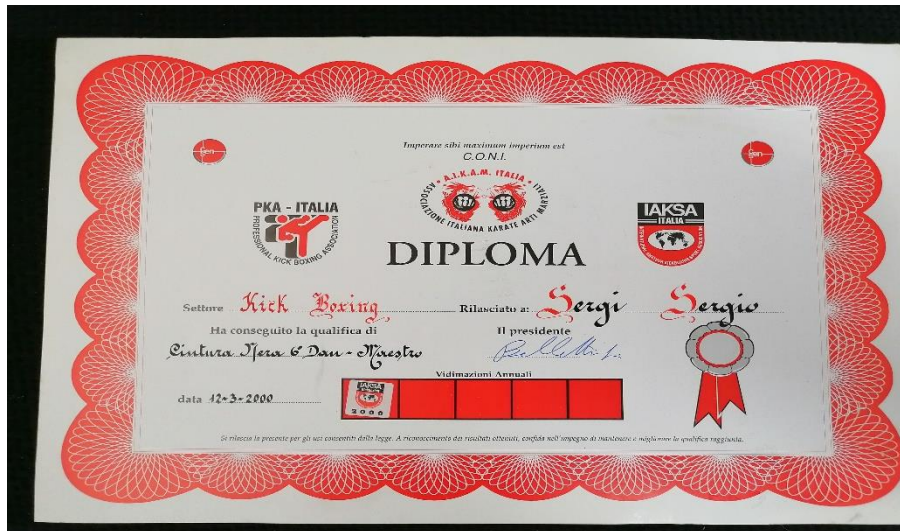 Imperare sibi maximum imperium est
C.O.N.I.
gen
gen
A.I.K.A.M. ITALIA
ASSOCIAZIONE ITALIANA KARATE ARTI MARZIALI
PKA - ITALIA
PROFESSIONAL KICK BOXING ASSOCIATION
IAKSA
ITALIA
DIPLOMA
Settore Kick Boxing Rilasciato a: Sergi Sergio
Ha conseguito la qualifica di Il presidente
Cintura Nera 6° Dan - Maestro
Vidimazioni Annuali
data 12-3-2000
IAKSA
2000
Si rilascia la presente per gli usi consentiti dalla legge. A riconoscimento dei risultati ottenuti, confida nell'impegno di mantenere e migliorare la qualifica raggiunta.